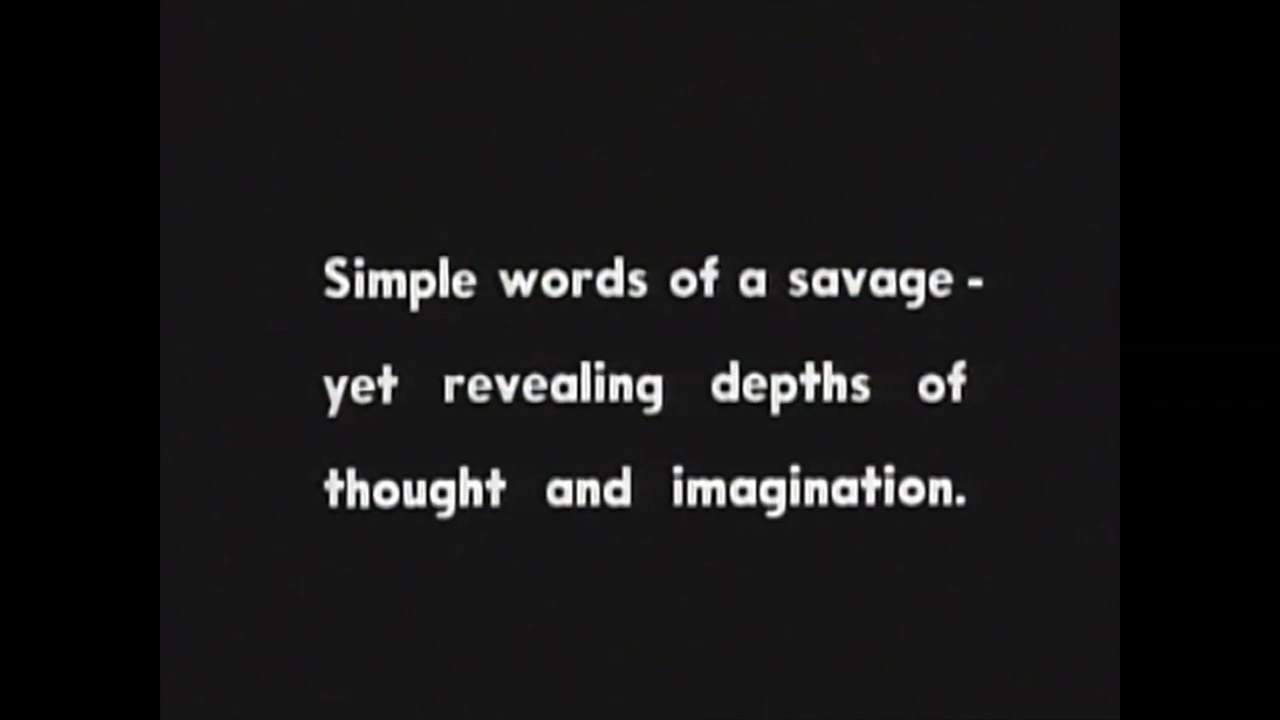 Simple words of a savage -
yet revealing depths of
thought and imagination.